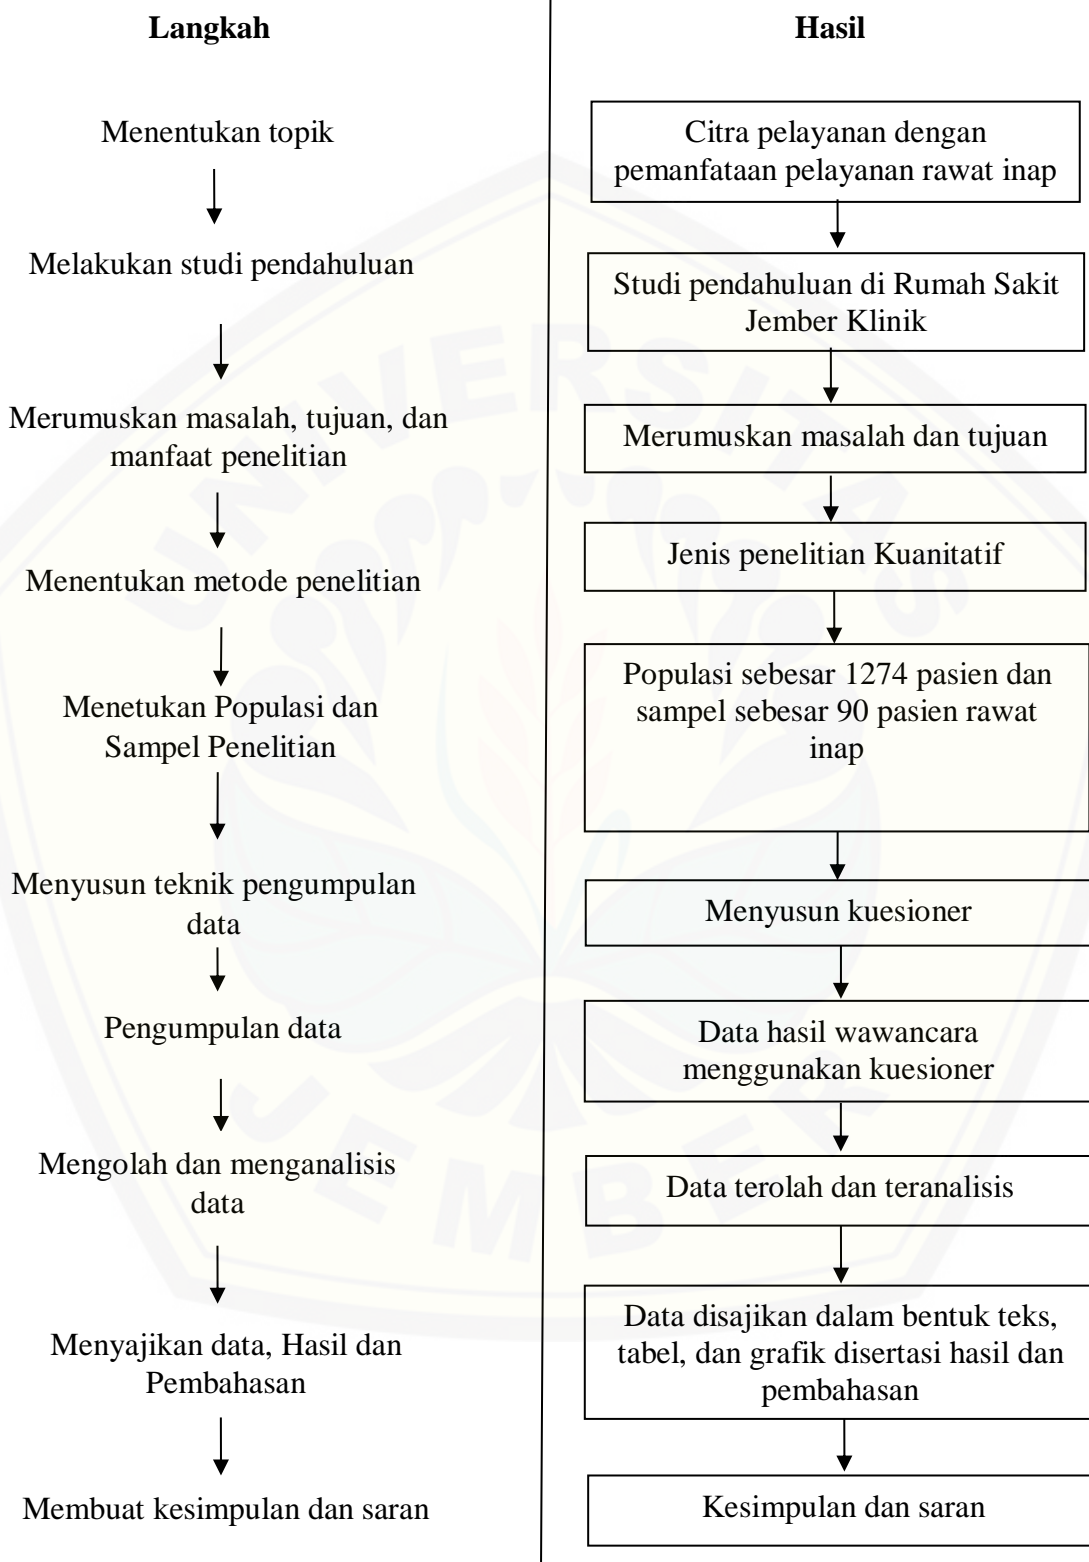 Langkah
Hasil
Menentukan topik
Citra pelayanan dengan
pemanfataan pelayanan rawat inap
Melakukan studi pendahuluan
Studi pendahuluan di Rumah Sakit
Jember Klinik
Merumuskan masalah, tujuan, dan
manfaat penelitian
Merumuskan masalah dan tujuan
Menentukan metode penelitian
Jenis penelitian Kuanitatif
Menetukan Populasi dan
Sampel Penelitian
Populasi sebesar 1274 pasien dan
sampel sebesar 90 pasien rawat
inap
Menyusun teknik pengumpulan
data
Menyusun kuesioner
Pengumpulan data
Data hasil wawancara
menggunakan kuesioner
Mengolah dan menganalisis
data
Data terolah dan teranalisis
Menyajikan data, Hasil dan
Pembahasan
Data disajikan dalam bentuk teks,
tabel, dan grafik disertasi hasil dan
pembahasan
Membuat kesimpulan dan saran
Kesimpulan dan saran
UNIVERSITAS
JEMBER